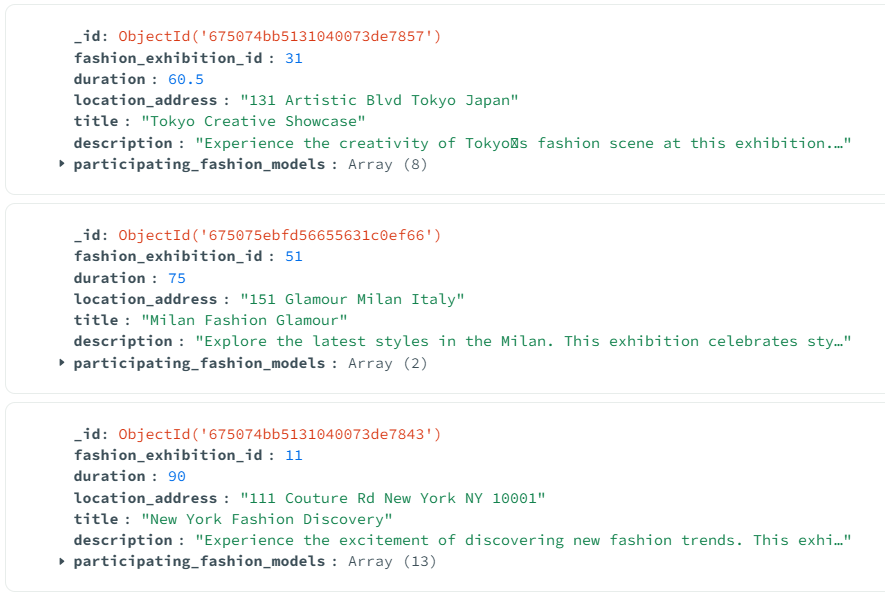 _id: ObjectId('675074bb5131040073de7857')
fashion_exhibition_id : 31
duration : 60.5
location_address : "131 Artistic Blvd Tokyo Japan"
title : "Tokyo Creative Showcase"
description : "Experience the creativity of Tokyo�s fashion scene at this exhibition.…"
participating_fashion_models : Array (8)
_id: ObjectId('675075ebfd56655631c0ef66')
fashion_exhibition_id : 51
duration : 75
location_address : "151 Glamour Milan Italy"
title : "Milan Fashion Glamour"
description : "Explore the latest styles in the Milan. This exhibition celebrates sty…"
participating_fashion_models : Array (2)
_id: ObjectId('675074bb5131040073de7843')
fashion_exhibition_id : 11
duration : 90
location_address : "111 Couture Rd New York NY 10001"
title : "New York Fashion Discovery"
description : "Experience the excitement of discovering new fashion trends. This exhi…"
participating_fashion_models : Array (13)